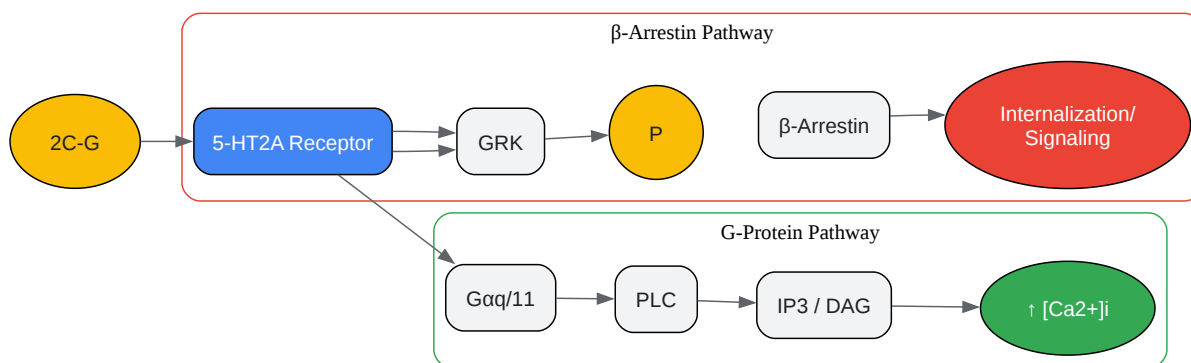 β-Arrestin Pathway
2C-G
5-HT2A Receptor
GRK
P
β-Arrestin
Internalization/
Signaling
G-Protein Pathway
Gαq/11
PLC
IP3 / DAG
↑ [Ca2+]i